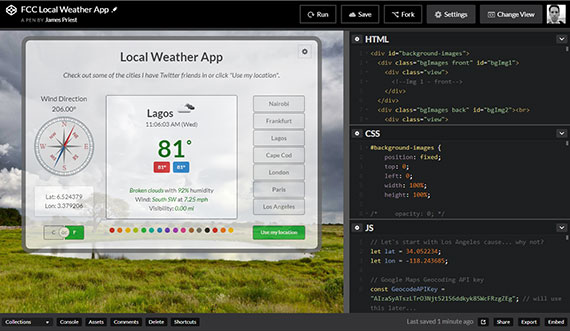 FCC Local Weather App
A PEN BY James Priest
Run
Save
Fork
Settings
Change View
Local Weather App
Check out some of the cities I have Twitter friends in or click "Use my location".
Wind Direction
206.00°
Lagos
11:06:03 AM (Wed)
81°
81° 81°
Broken clouds with 92% humidity
Wind: South SW at 7.25 mph
Visibility: 0.00 mi
Lat: 6.524379
Lon: 3.379206
C F
Nairobi
Frankfurt
Lagos
Cape Cod
London
Paris
Los Angeles
Use my location
HTML
<div id="background-images">
<div class="bgImgs front" id="bgImg1">
<div class="view">
<!--Img 1 - front-->
</div>
</div>
<div class="bgImgs back" id="bgImg2"><br>
<div class="view">
CSS
#background-images {
position: fixed;
top: 0;
left: 0;
width: 100%;
height: 100%;
/* opacity: 0; */
JS
// Let's start with Los Angeles cause... why not?
let lat = 34.052234;
let lon = -118.243685;
// Google Maps Geocoding API key
const GeocodeAPIKey =
// will use
this later...
Collections
Console
Assets
Comments
Delete
Shortcuts
Last saved 1 minute ago
Share
Export
Embed